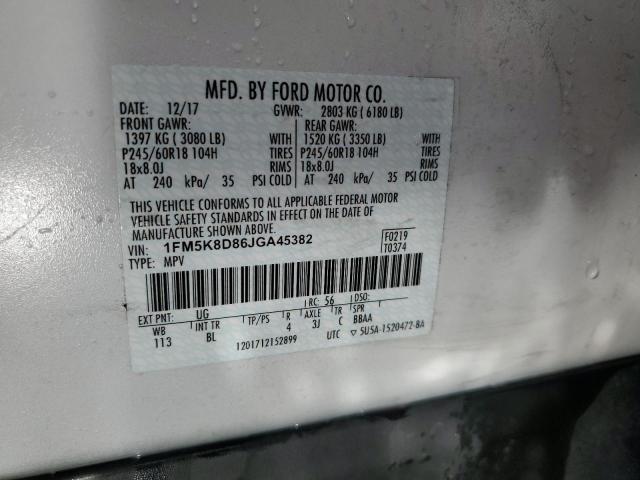 MFD. BY FORD MOTOR CO.
DATE: 12/17 GVWR: 2803 KG ( 6180 LB)
FRONT GAWR: REAR GAWR:
1397 KG ( 3080 LB) WITH 1520 KG ( 3350 LB) WITH
P245/60R18 104H TIRES P245/60R18 104H TIRES
18x8.0J RIMS 18x8.0J RIMS
AT 240 kPa/ 35 PSI COLD AT 240 kPa/ 35 PSI COLD
THIS VEHICLE CONFORMS TO ALL APPLICABLE FEDERAL MOTOR
VEHICLE SAFETY STANDARDS IN EFFECT ON THE DATE OF
MANUFACTURE SHOWN ABOVE.
VIN: 1FM5K8D86JGA45382 F0219
TYPE: MPV T0374
EXT PNT: UG RC: 56 DSO:
WB INT TR TP/PS R AXLE TR SPR
113 BL 4 3J C BBAA
1201712152899 UTC ▽ 5U5A-1520472-BA